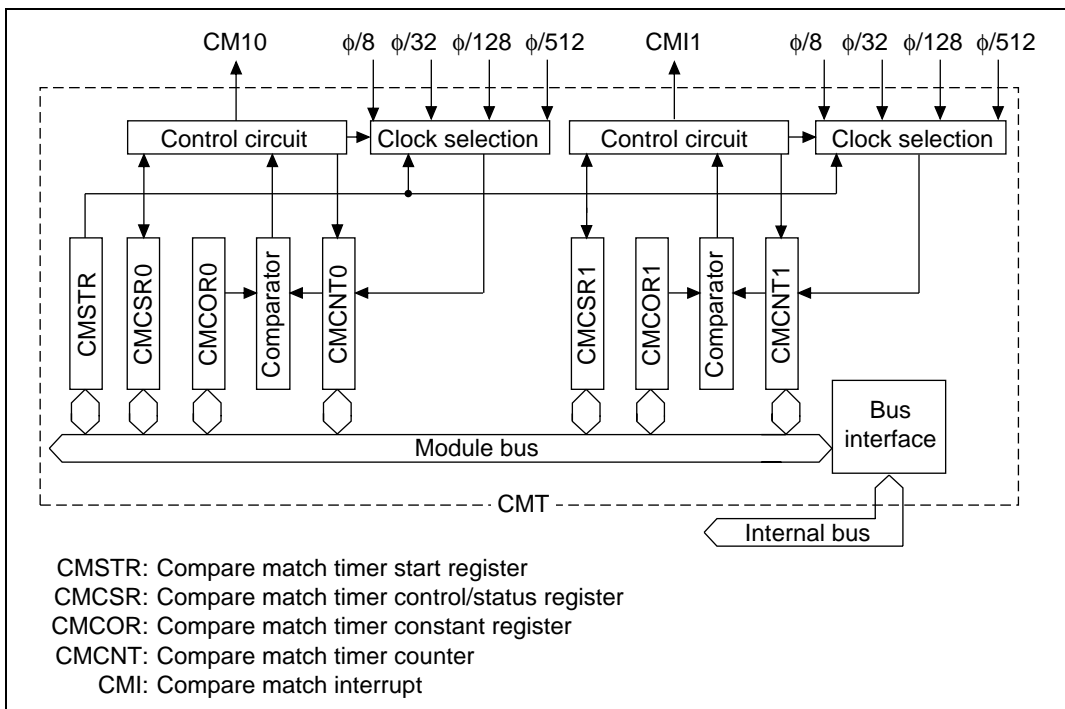 CM10 φ/8 φ/32 φ/128 φ/512 CMI1 φ/8 φ/32 φ/128 φ/512
Control circuit Clock selection Control circuit Clock selection
CMSTR CMCSR0 CMCOR0 Comparator CMCNT0 CMCSR1 CMCOR1 Comparator CMCNT1
Bus
interface
Module bus
CMT
Internal bus
CMSTR: Compare match timer start register
CMCSR: Compare match timer control/status register
CMCOR: Compare match timer constant register
CMCNT: Compare match timer counter
CMI: Compare match interrupt